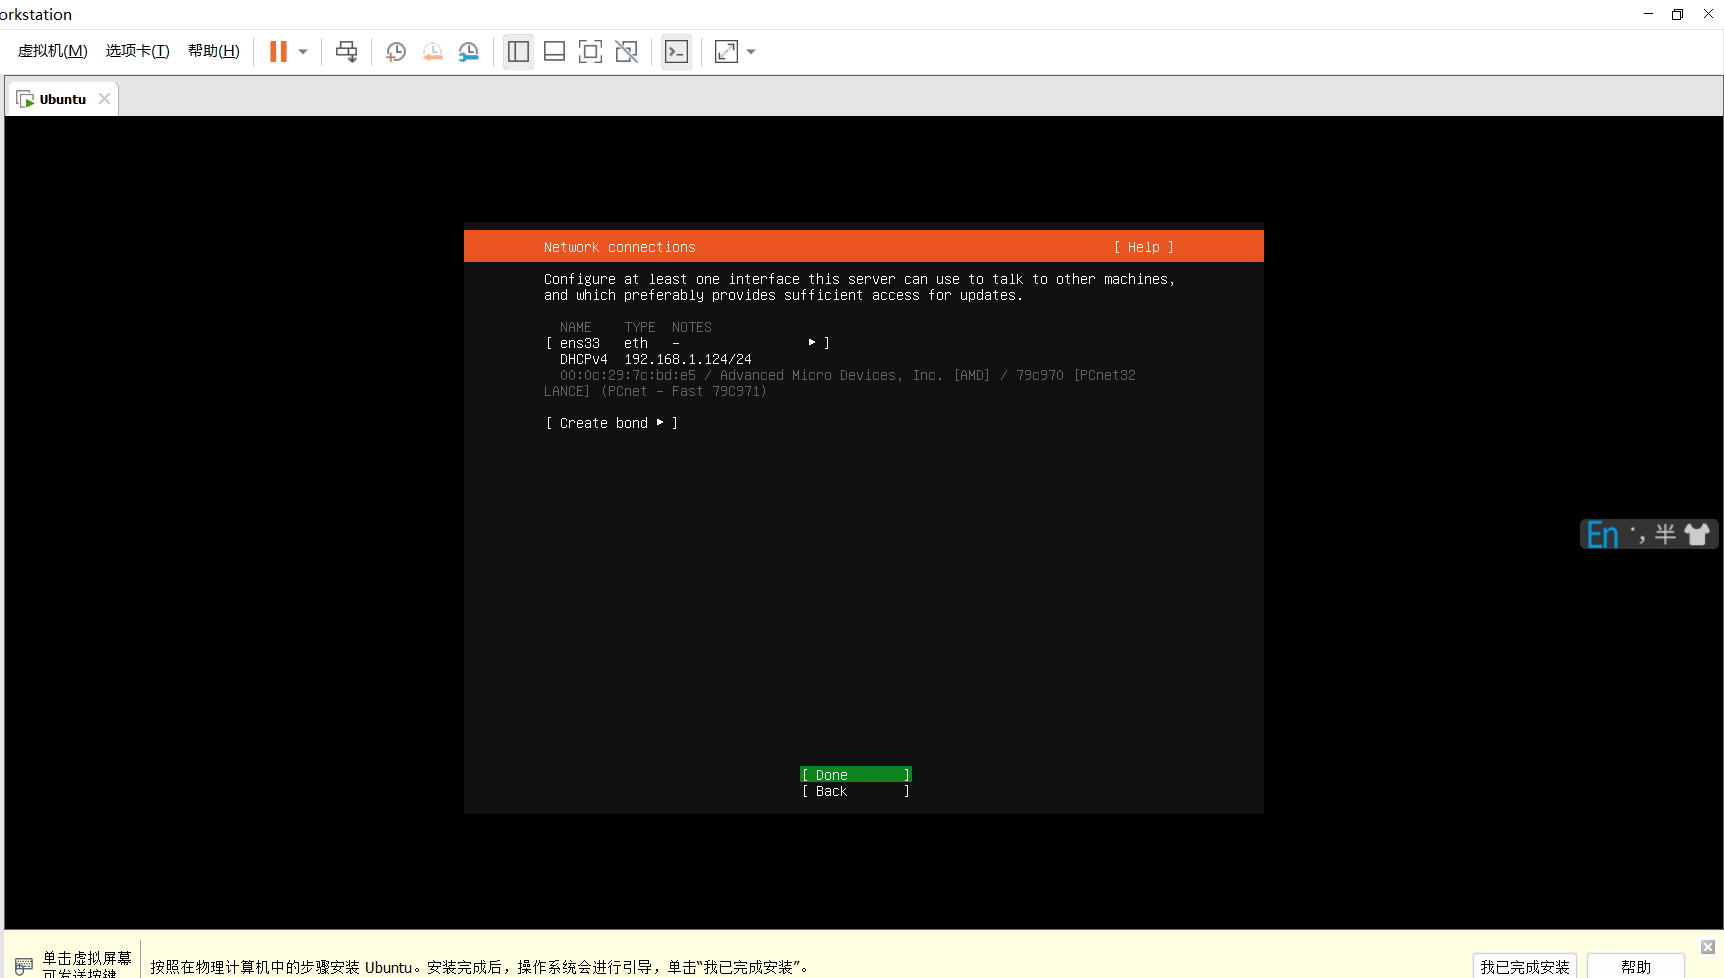 orkstation
虚拟机(M) 选项卡(T) 帮助(H)
Ubuntu
Network connections [ Help ]
Configure at least one interface this server can use to talk to other machines,
and which preferably provides sufficient access for updates.
NAME TYPE NOTES
[ ens33 eth - ▸ ]
DHCPv4 192.168.1.124/24
00:0c:29:7c:bd:e5 / Advanced Micro Devices, Inc. [AMD] / 79c970 [PCnet32
LANCE] (PCnet - Fast 79C971)
[ Create bond ▸ ]
En ·, 半
[ Done ]
[ Back ]
单击虚拟屏幕
可发送按键
按照在物理计算机中的步骤安装 Ubuntu。安装完成后，操作系统会进行引导，单击“我已完成安装”。
我已完成安装 帮助